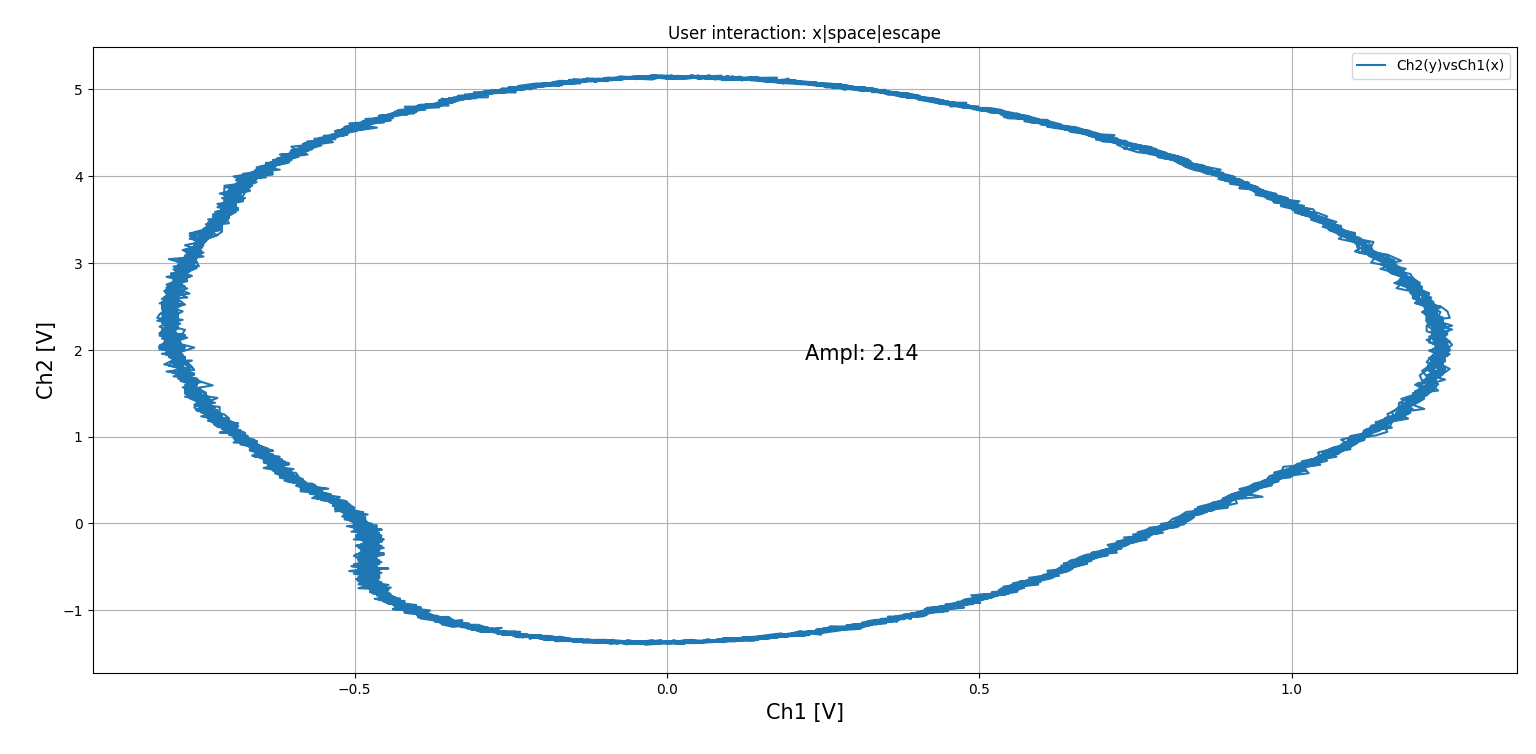 User interaction: x|space|escape
Ch2(y)vsCh1(x)
5
4
3
2
1
0
−1
Ch2 [V]
Ampl: 2.14
−0.5
0.0
0.5
1.0
Ch1 [V]